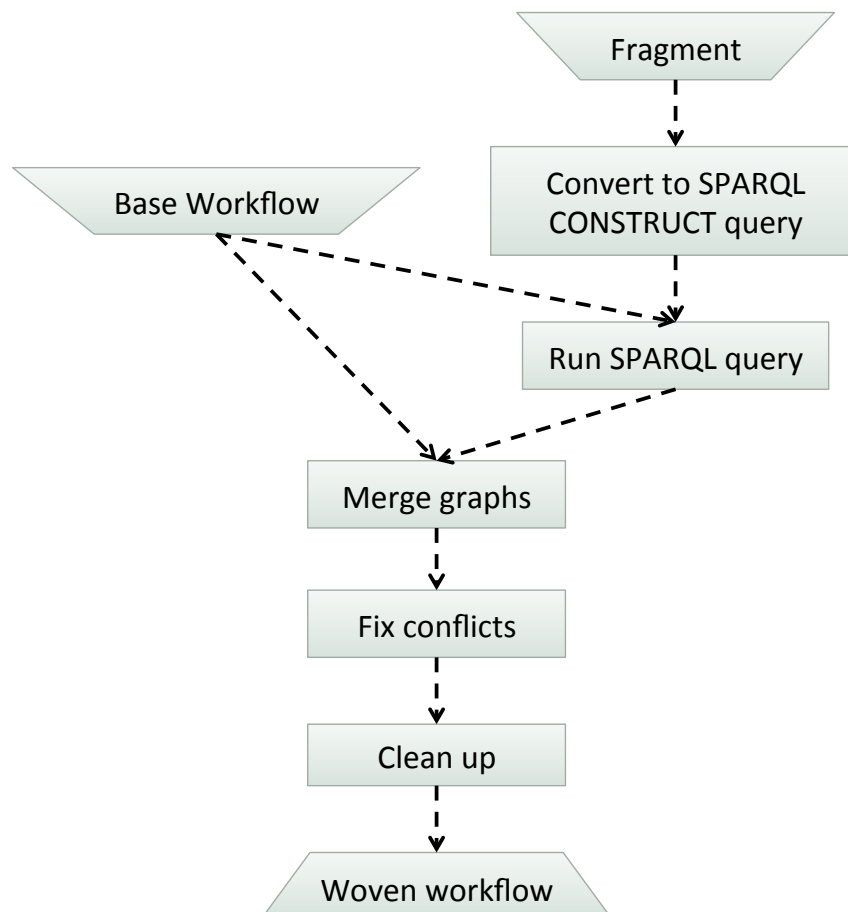 Fragment
Convert to SPARQL
CONSTRUCT query
Base Workflow
Run SPARQL query
Merge graphs
Fix conflicts
Clean up
Woven workflow